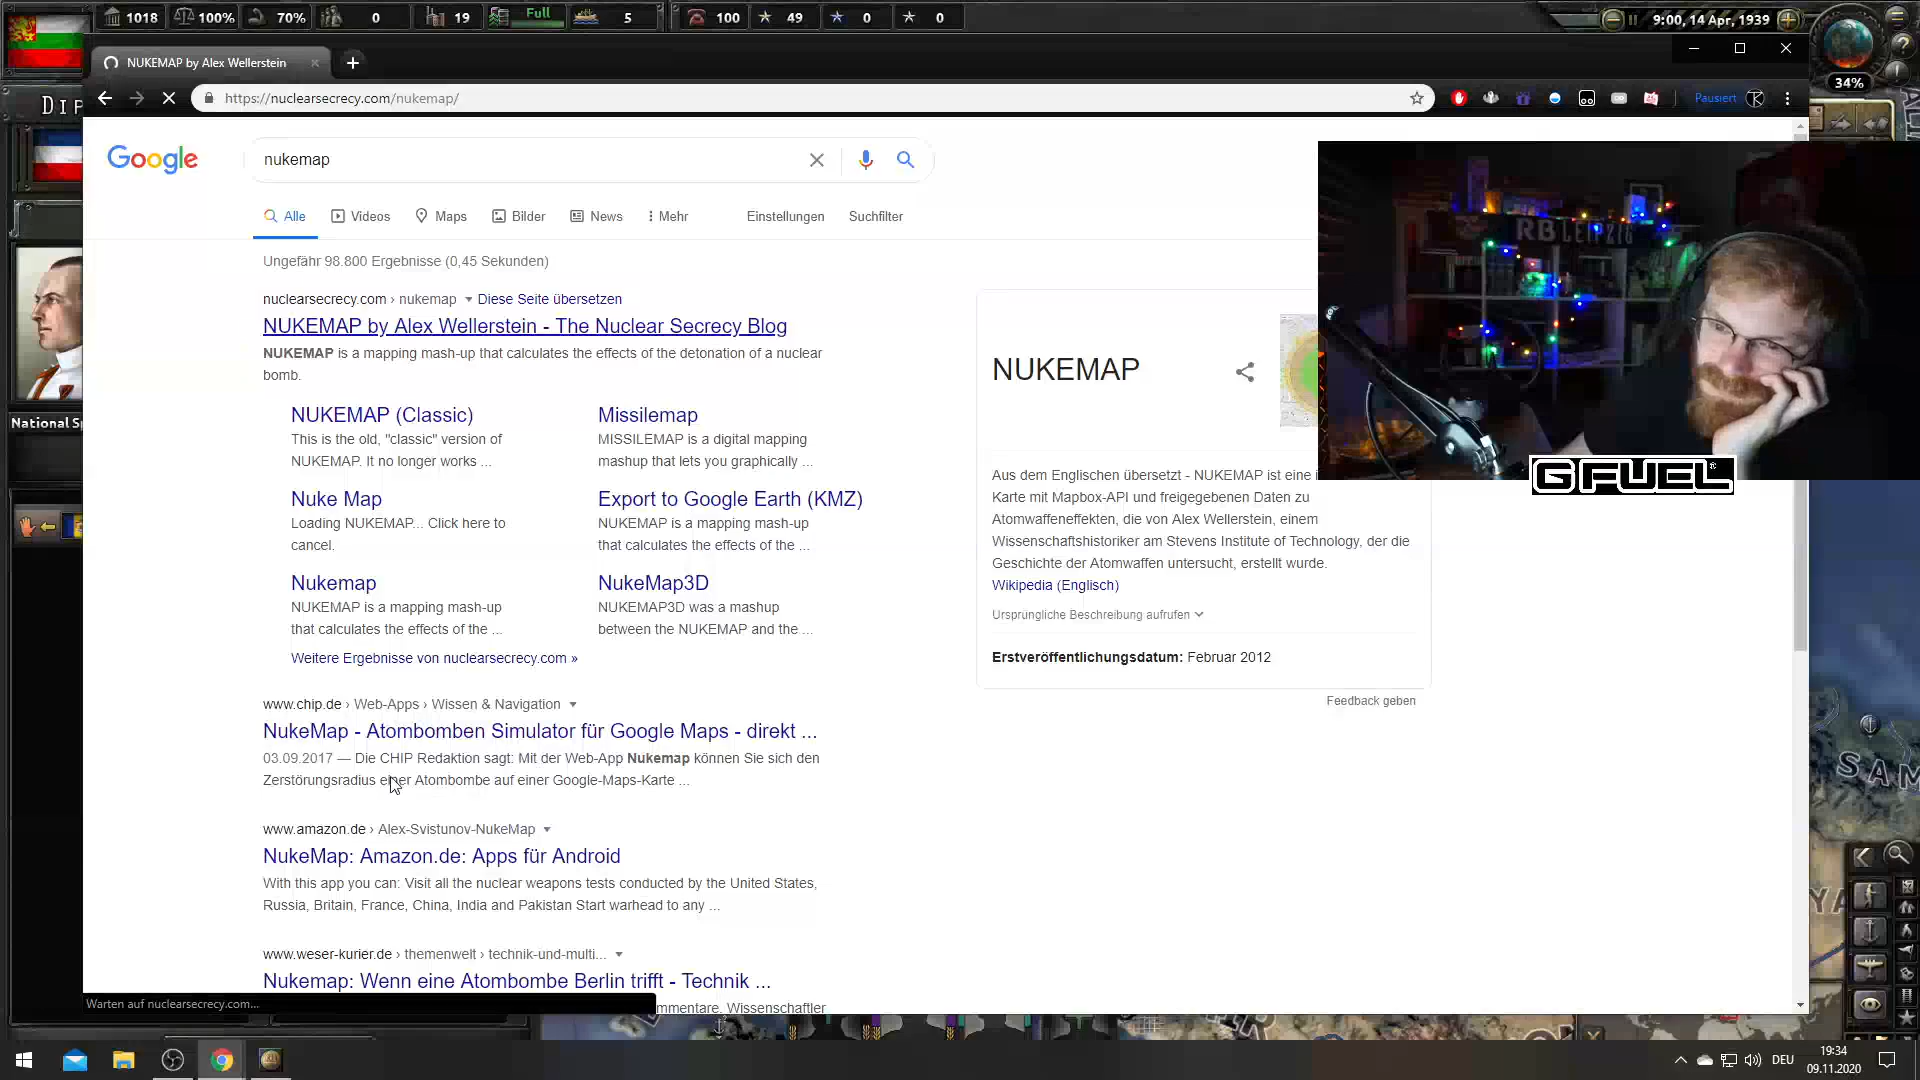 1018
100%
70%
0
19
Full
5
100
49
0
0
9:00, 14 Apr, 1939
34%
NUKEMAP by Alex Wellerstein
https://nuclearsecrecy.com/nukemap/
Pausiert
DIP
National Sp
Google
nukemap
Alle
Videos
Maps
Bilder
News
Mehr
Einstellungen
Suchfilter
Ungefähr 98.800 Ergebnisse (0,45 Sekunden)
nuclearsecrecy.com › nukemap Diese Seite übersetzen
NUKEMAP by Alex Wellerstein - The Nuclear Secrecy Blog
NUKEMAP is a mapping mash-up that calculates the effects of the detonation of a nuclear
bomb.
NUKEMAP (Classic)
This is the old, "classic" version of
NUKEMAP. It no longer works ...
Missilemap
MISSILEMAP is a digital mapping
mashup that lets you graphically ...
Nuke Map
Loading NUKEMAP... Click here to
cancel.
Export to Google Earth (KMZ)
NUKEMAP is a mapping mash-up
that calculates the effects of the ...
Nukemap
NUKEMAP is a mapping mash-up
that calculates the effects of the ...
NukeMap3D
NUKEMAP3D was a mashup
between the NUKEMAP and the ...
Weitere Ergebnisse von nuclearsecrecy.com »
www.chip.de › Web-Apps › Wissen & Navigation
NukeMap - Atombomben Simulator für Google Maps - direkt ...
03.09.2017 — Die CHIP Redaktion sagt: Mit der Web-App Nukemap können Sie sich den
Zerstörungsradius einer Atombombe auf einer Google-Maps-Karte ...
www.amazon.de › Alex-Svistunov-NukeMap
NukeMap: Amazon.de: Apps für Android
With this app you can: Visit all the nuclear weapons tests conducted by the United States,
Russia, Britain, France, China, India and Pakistan Start warhead to any ...
www.weser-kurier.de › themenwelt › technik-und-multi...
Nukemap: Wenn eine Atombombe Berlin trifft - Technik ...
mmentare. Wissenschaftler
Warten auf nuclearsecrecy.com...
NUKEMAP
Aus dem Englischen übersetzt - NUKEMAP ist eine i
Karte mit Mapbox-API und freigegebenen Daten zu
Atomwaffeneffekten, die von Alex Wellerstein, einem
Wissenschaftshistoriker am Stevens Institute of Technology, der die
Geschichte der Atomwaffen untersucht, erstellt wurde.
Wikipedia (Englisch)
Ursprüngliche Beschreibung aufrufen
Erstveröffentlichungsdatum: Februar 2012
Feedback geben
RB LEIPZIG
G FUEL
SAM
DEU
19:34
09.11.2020